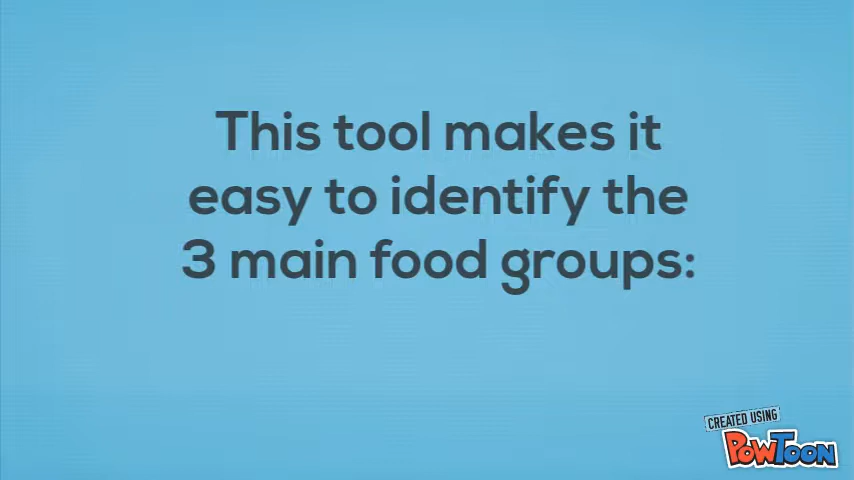 This tool makes it
easy to identify the
3 main food groups:
CREATED USING
POWTOON